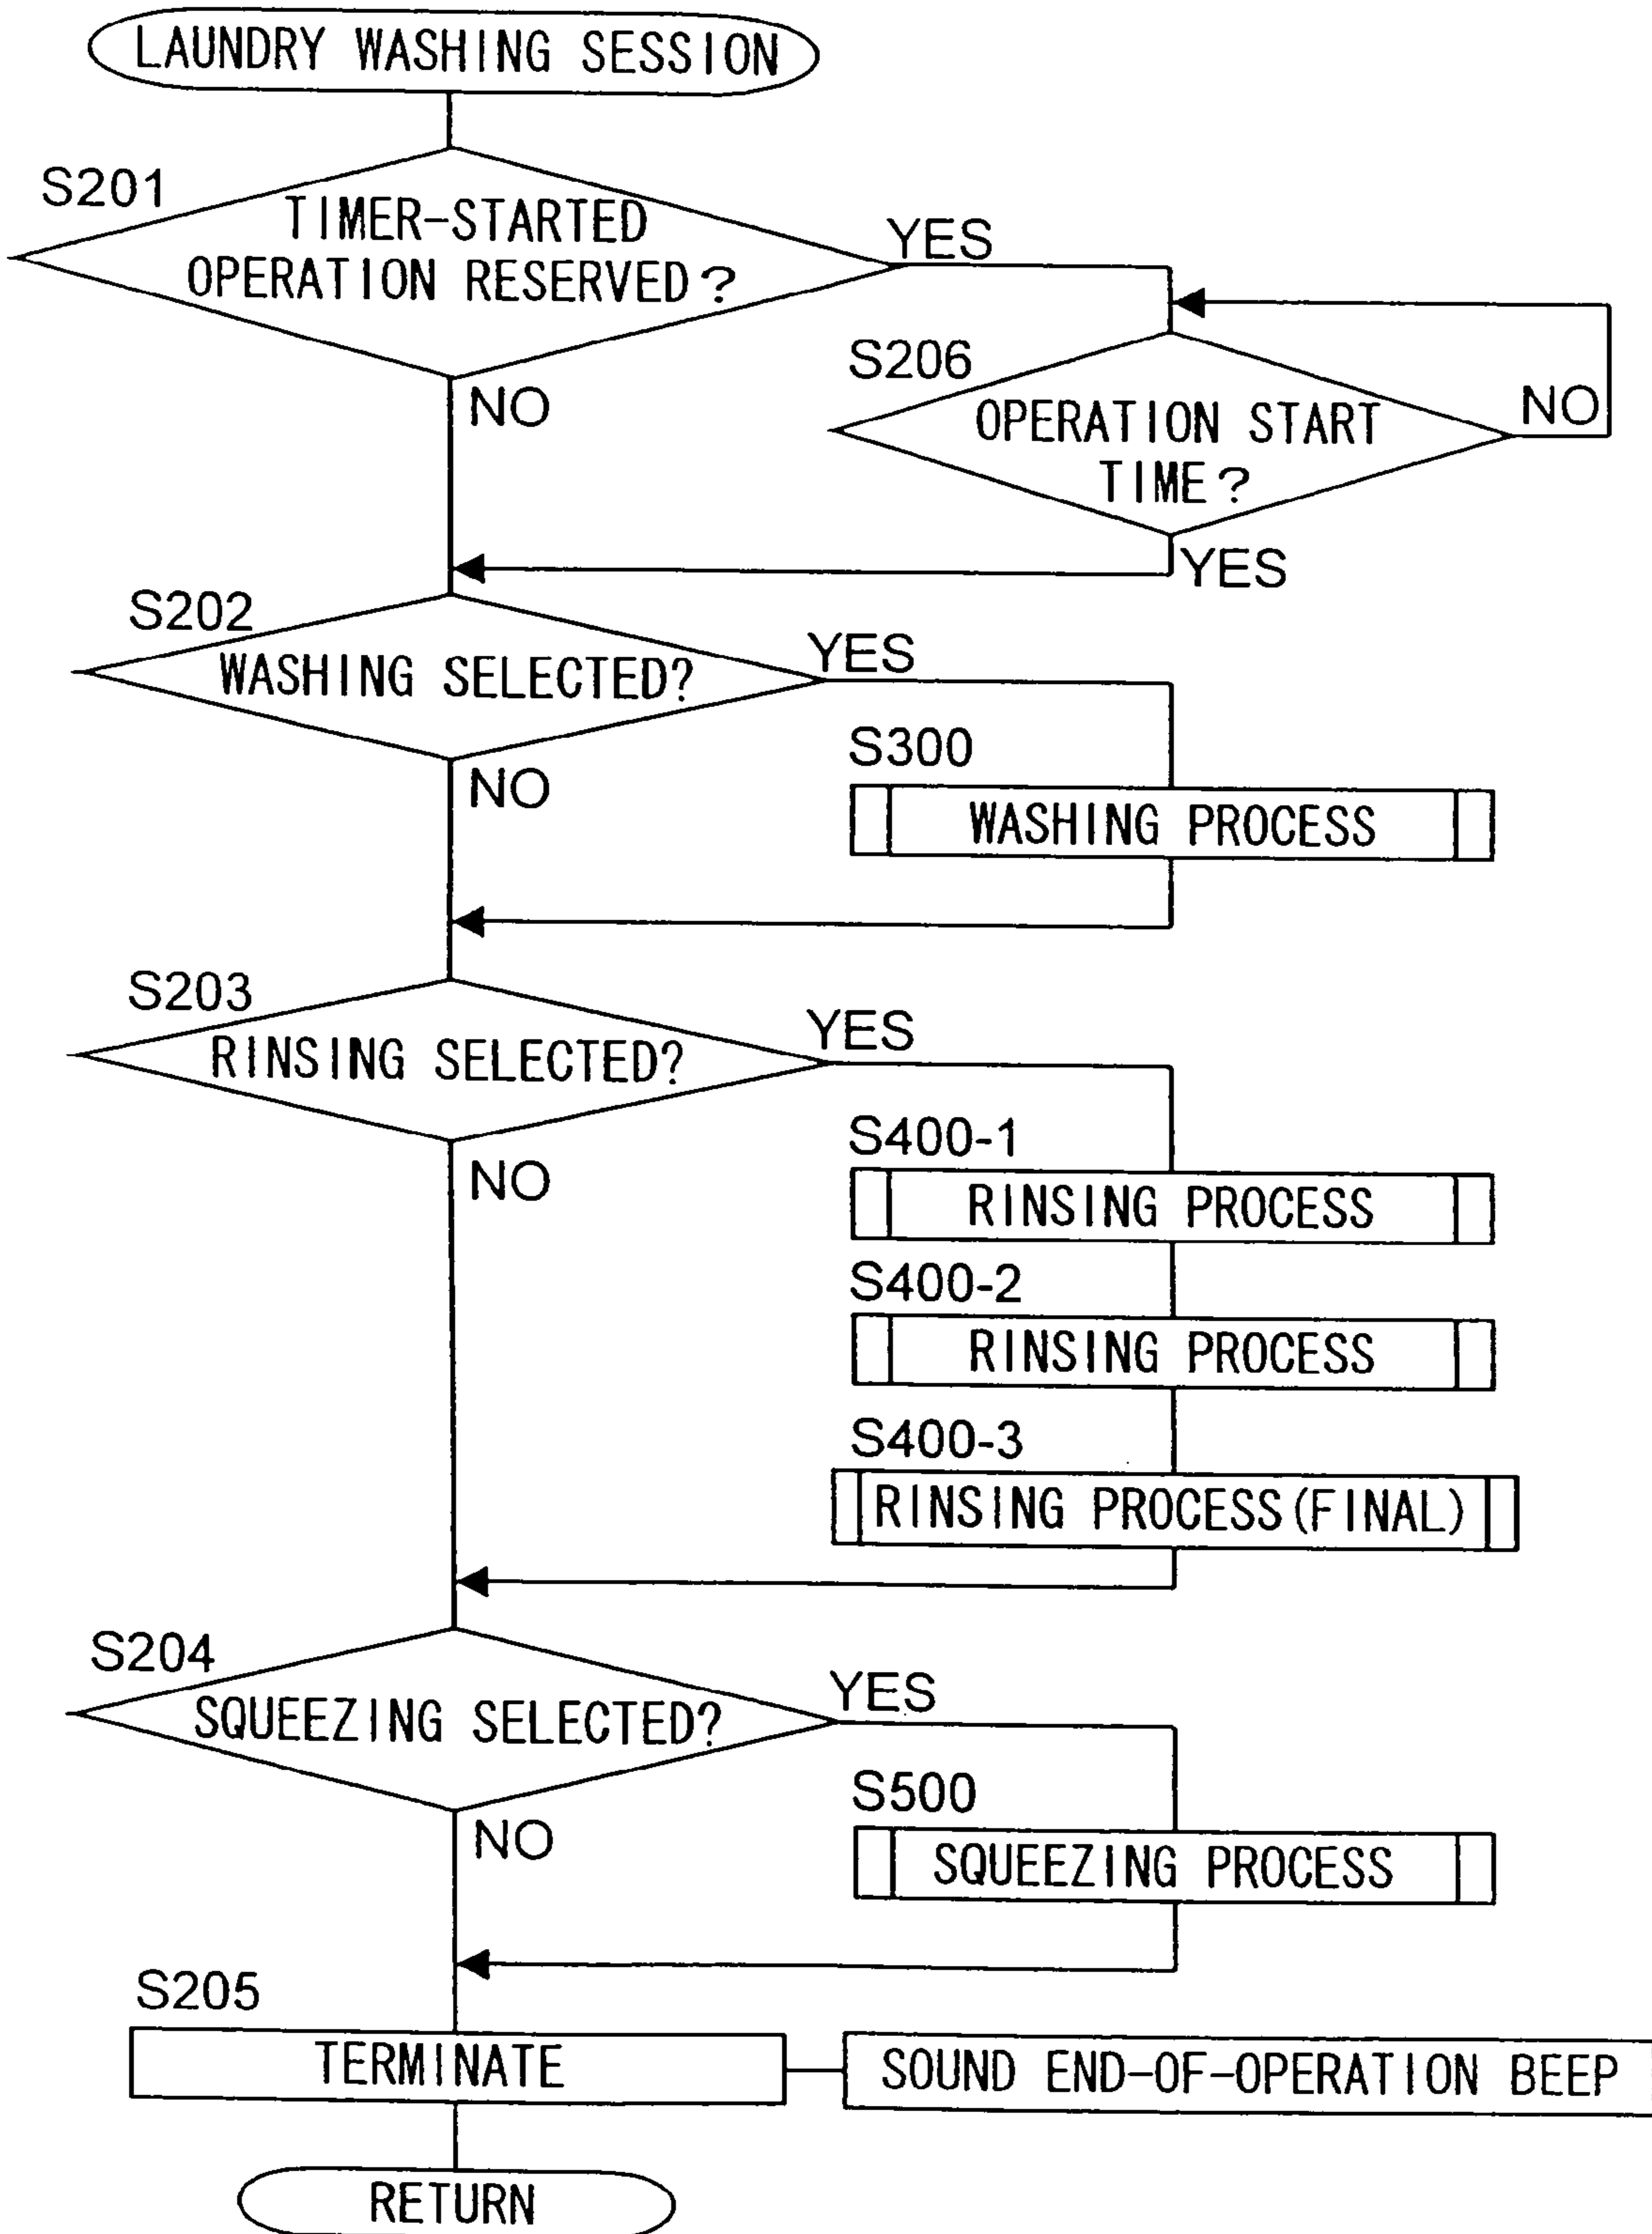 LAUNDRY WASHING SESSION
S201
TIMER-STARTED
OPERATION RESERVED?
YES
NO
S206
OPERATION START
TIME?
NO
YES
S202
WASHING SELECTED?
YES
NO
S300
WASHING PROCESS
S203
RINSING SELECTED?
YES
NO
S400-1
RINSING PROCESS
S400-2
RINSING PROCESS
S400-3
RINSING PROCESS(FINAL)
S204
SQUEEZING SELECTED?
YES
NO
S500
SQUEEZING PROCESS
S205
TERMINATE
SOUND END-OF-OPERATION BEEP
RETURN